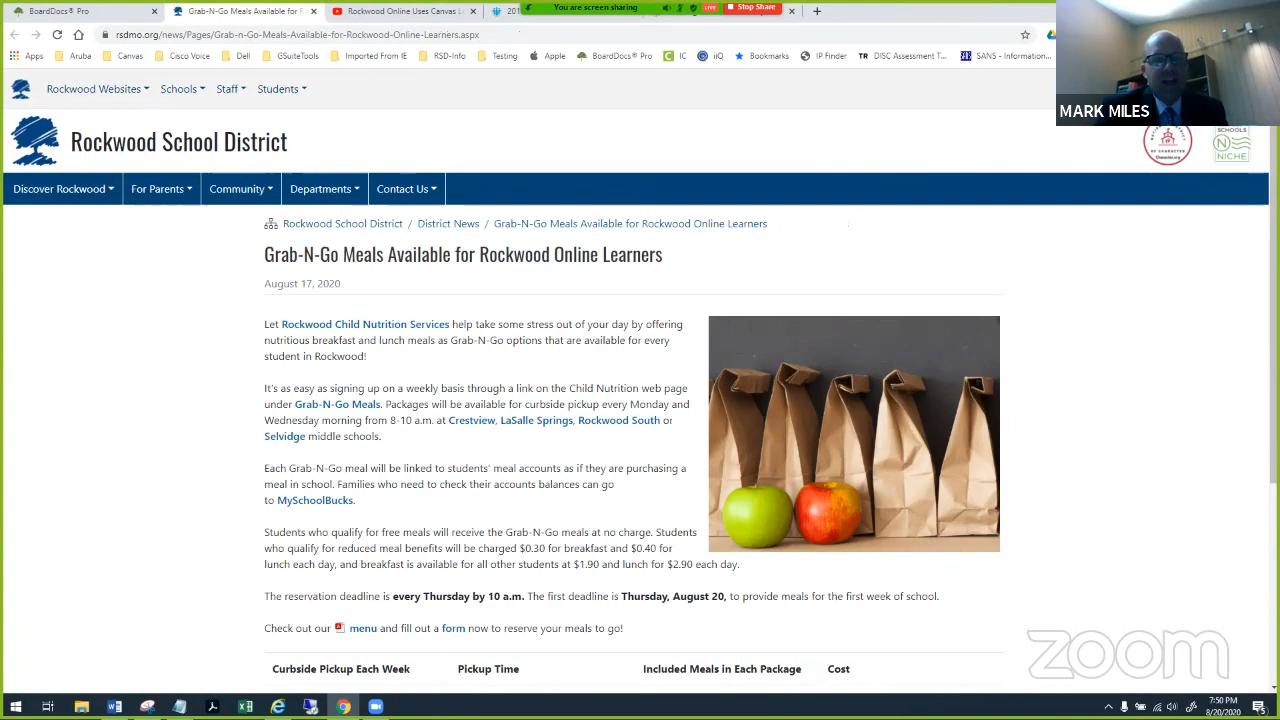 BoardDocs® Pro
Grab-N-Go Meals Available for R
Rockwood Online Uses Canvas L
201
You are screen sharing
LIVE
Stop Share
rsdmo.org/news/Pages/Grab-N-Go-Meals-Available-for-Rockwood-Online-Learners.aspx
Apps
Aruba
Canvas
Cisco Voice
Dell
GSuiteTools
Imported From IE
RSD-Info
Testing
Apple
BoardDocs® Pro
IC
iiQ
Bookmarks
IP Finder
DISC Assessment T...
SANS - Information...
MARK MILES
Rockwood Websites
Schools
Staff
Students
Rockwood School District
SCHOOLS
NICHE
Discover Rockwood
For Parents
Community
Departments
Contact Us
Rockwood School District / District News / Grab-N-Go Meals Available for Rockwood Online Learners
Grab-N-Go Meals Available for Rockwood Online Learners
August 17, 2020
Let Rockwood Child Nutrition Services help take some stress out of your day by offering
nutritious breakfast and lunch meals as Grab-N-Go options that are available for every
student in Rockwood!
It's as easy as signing up on a weekly basis through a link on the Child Nutrition web page
under Grab-N-Go Meals. Packages will be available for curbside pickup every Monday and
Wednesday morning from 8-10 a.m. at Crestview, LaSalle Springs, Rockwood South or
Selvidge middle schools.
Each Grab-N-Go meal will be linked to students' meal accounts as if they are purchasing a
meal in school. Families who need to check their accounts balances can go
to MySchoolBucks.
Students who qualify for free meals will receive the Grab-N-Go meals at no charge. Students
who qualify for reduced meal benefits will be charged $0.30 for breakfast and $0.40 for
lunch each day, and breakfast is available for all other students at $1.90 and lunch for $2.90 each day.
The reservation deadline is every Thursday by 10 a.m. The first deadline is Thursday, August 20, to provide meals for the first week of school.
Check out our menu and fill out a form now to reserve your meals to go!
Curbside Pickup Each Week
Pickup Time
Included Meals in Each Package
Cost
zoom
7:50 PM
8/20/2020